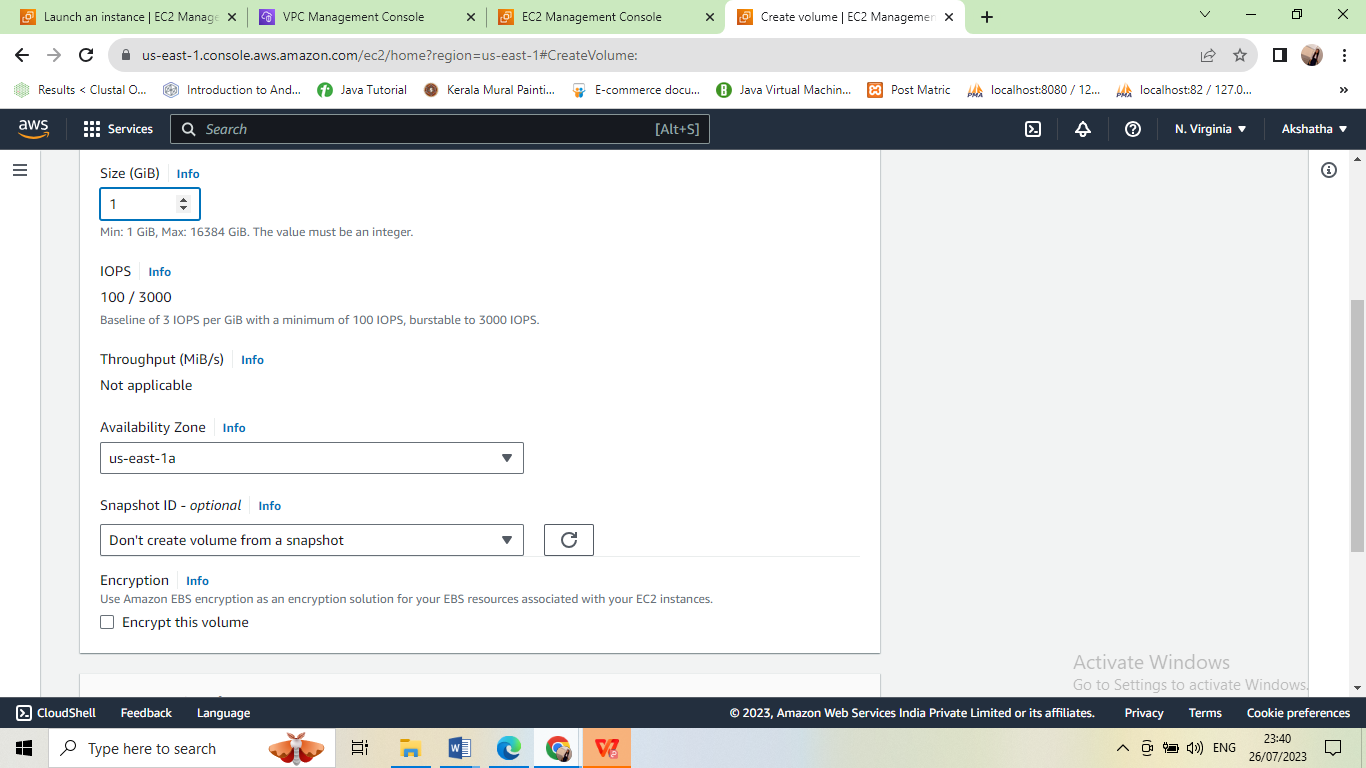 Launch an instance | EC2 Manage
VPC Management Console
EC2 Management Console
Create volume | EC2 Managemen
us-east-1.console.aws.amazon.com/ec2/home?region=us-east-1#CreateVolume:
Results < Clustal O...
Introduction to And...
Java Tutorial
Kerala Mural Painti...
E-commerce docu...
Java Virtual Machin...
Post Matric
localhost:8080 / 12...
localhost:82 / 127.0...
aws
Services
Search
[Alt+S]
N. Virginia
Akshatha
Size (GiB)
Info
1
Min: 1 GiB, Max: 16384 GiB. The value must be an integer.
IOPS
Info
100 / 3000
Baseline of 3 IOPS per GiB with a minimum of 100 IOPS, burstable to 3000 IOPS.
Throughput (MiB/s)
Info
Not applicable
Availability Zone
Info
us-east-1a
Snapshot ID - optional
Info
Don't create volume from a snapshot
Encryption
Info
Use Amazon EBS encryption as an encryption solution for your EBS resources associated with your EC2 instances.
Encrypt this volume
Activate Windows
Go to Settings to activate Windows.
CloudShell
Feedback
Language
© 2023, Amazon Web Services India Private Limited or its affiliates.
Privacy
Terms
Cookie preferences
Type here to search
ENG
23:40
26/07/2023